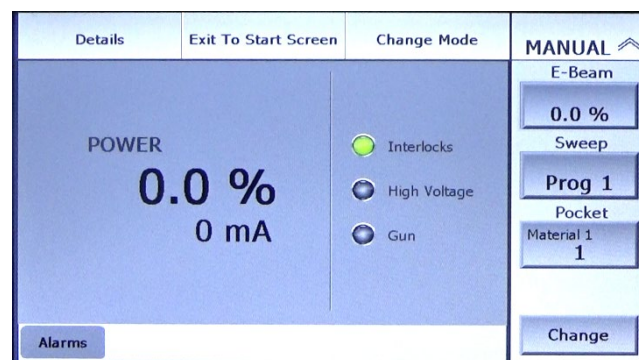 Details
Exit To Start Screen
Change Mode
MANUAL
POWER
0.0 %
0 mA
Interlocks
High Voltage
Gun
E-Beam
0.0 %
Sweep
Prog 1
Pocket
Material 1
1
Change
Alarms